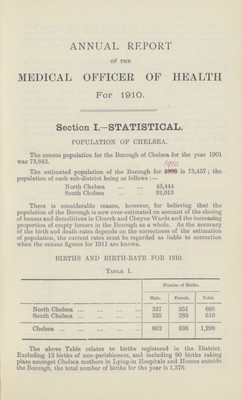 ANNUAL REPORT
OF THE
MEDICAL OFFICER OF HEALTH
For 1910.
Section I.—STATISTICAL.
POPULATION OF CHELSEA.
The census population for the Borough of Chelsea for the year 1901
was 73,842.
1910
The estimated population of the Borough for 1909 is 75,457; the
population of each sub-district being as follows:—
North Chelsea ... ... 43,444
South Chelsea ... ... 32,013
There is considerable reason, however, for believing that the
population of the Borough is now over-estimated on account of the closing
of houses and demolitions in Church and Cheyne Wards and the increasing
proportion of empty houses in the Borough as a whole. As the accuracy
of the birth and death rates depends on the correctness of the estimation
of population, the current rates must be regarded as liable to correction
when the census figures for 1911 are known.
BIRTHS AND BIRTH-RATE FOR 1910.
TABLE I.
Number of Births.
Male. Female. Total.
North Chelsea ... ... ... ... 337 351 688
South Chelsea ... ... ... ... 325 285 610
Chelsea ... ... ... ... 662 636 1,298
The above Table relates to births registered in the District.
Excluding 12 births of non-parishioners, and including 90 births taking
place amongst Chelsea mothers in Lying-in Hospitals and Homes outside
the Borough, the total number of births for the year is 1,376.